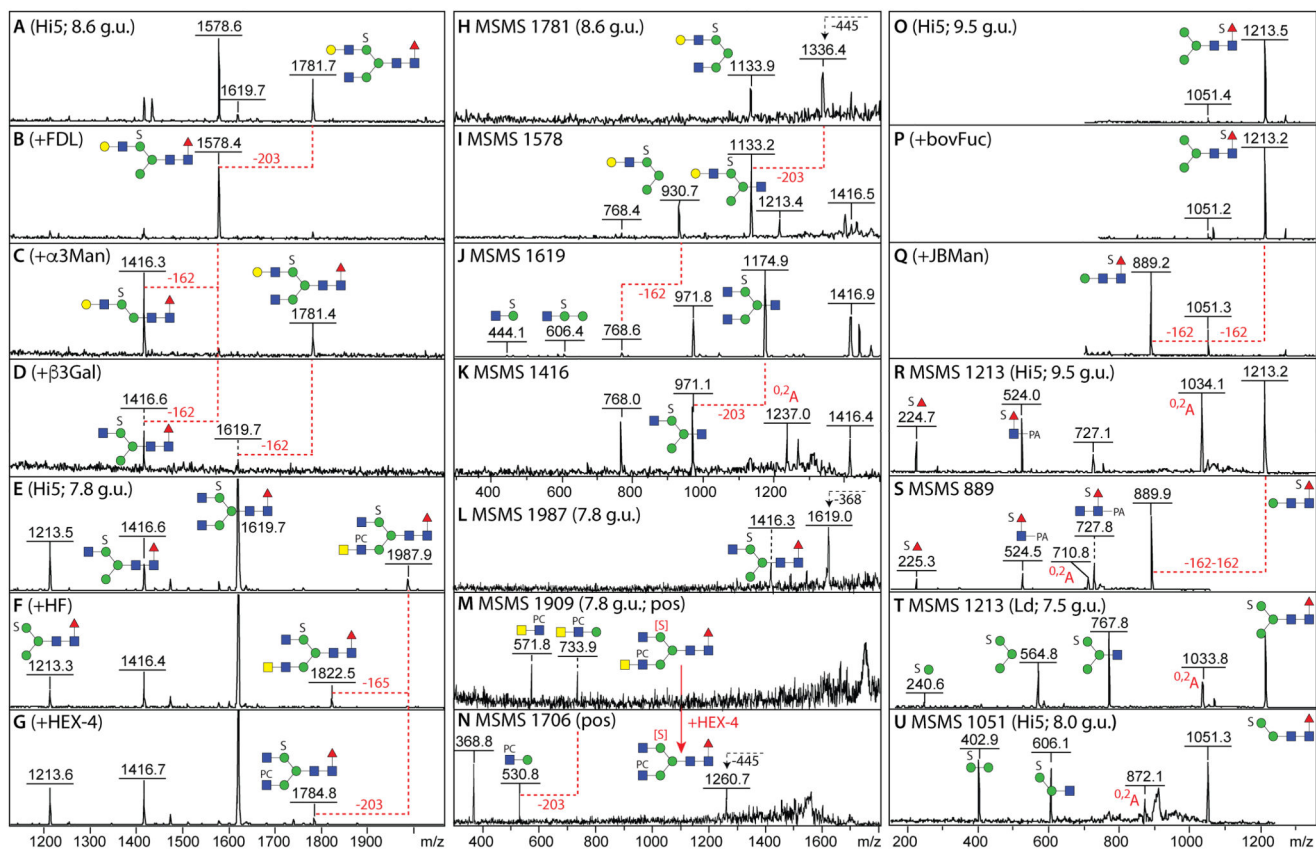 A (Hi5; 8.6 g.u.)
1578.6
S
1619.7
1781.7
B (+FDL)
S
1578.4
-203
C (+α3Man)
1416.3
-162
S
S
1781.4
D (+β3Gal)
1416.6
-162
S
1619.7
-162
E (Hi5; 7.8 g.u.)
1213.5
S
1416.6
S
1619.7
S
PC
1987.9
F (+HF)
S
1213.3
1416.4
S
1822.5
-165
G (+HEX-4)
1213.6
1416.7
S
PC
1784.8
-203
1200 1300 1400 1500 1600 1700 1800 1900 m/z
H MSMS 1781 (8.6 g.u.)
S
1133.9
1336.4
-445
I MSMS 1578
S
768.4
930.7
S
1133.2
-203
1213.4
1416.5
J MSMS 1619
S
444.1
S
606.4
-162
768.6
971.8
S
1174.9
1416.9
K MSMS 1416
768.0
S
971.1
-203
0,2A
1237.0
1416.4
400 600 800 1000 1200 m/z
L MSMS 1987 (7.8 g.u.)
S
1416.3
1619.0
-368
M MSMS 1909 (7.8 g.u.; pos)
PC
571.8
PC
733.9
[S]
PC
N MSMS 1706 (pos)
+HEX-4
368.8
PC
530.8
-203
[S]
PC
1260.7
-445
400 600 800 1000 1200 1400 m/z
O (Hi5; 9.5 g.u.)
S
1051.4
1213.5
P (+bovFuc)
S
1051.2
1213.2
Q (+JBMan)
S
889.2
1051.3
-162
-162
R MSMS 1213 (Hi5; 9.5 g.u.)
S
224.7
524.0
S
PA
727.1
0,2A
1034.1
1213.2
S MSMS 889
S
225.3
S
PA
524.5
710.8
0,2A
S
PA
727.8
889.9
S
-162-162
T MSMS 1213 (Ld; 7.5 g.u.)
S
240.6
S
564.8
S
767.8
1033.8
0,2A
S
U MSMS 1051 (Hi5; 8.0 g.u.)
402.9
S
606.1
S
872.1
0,2A
1051.3
S
200 400 600 800 1000 1200 m/z